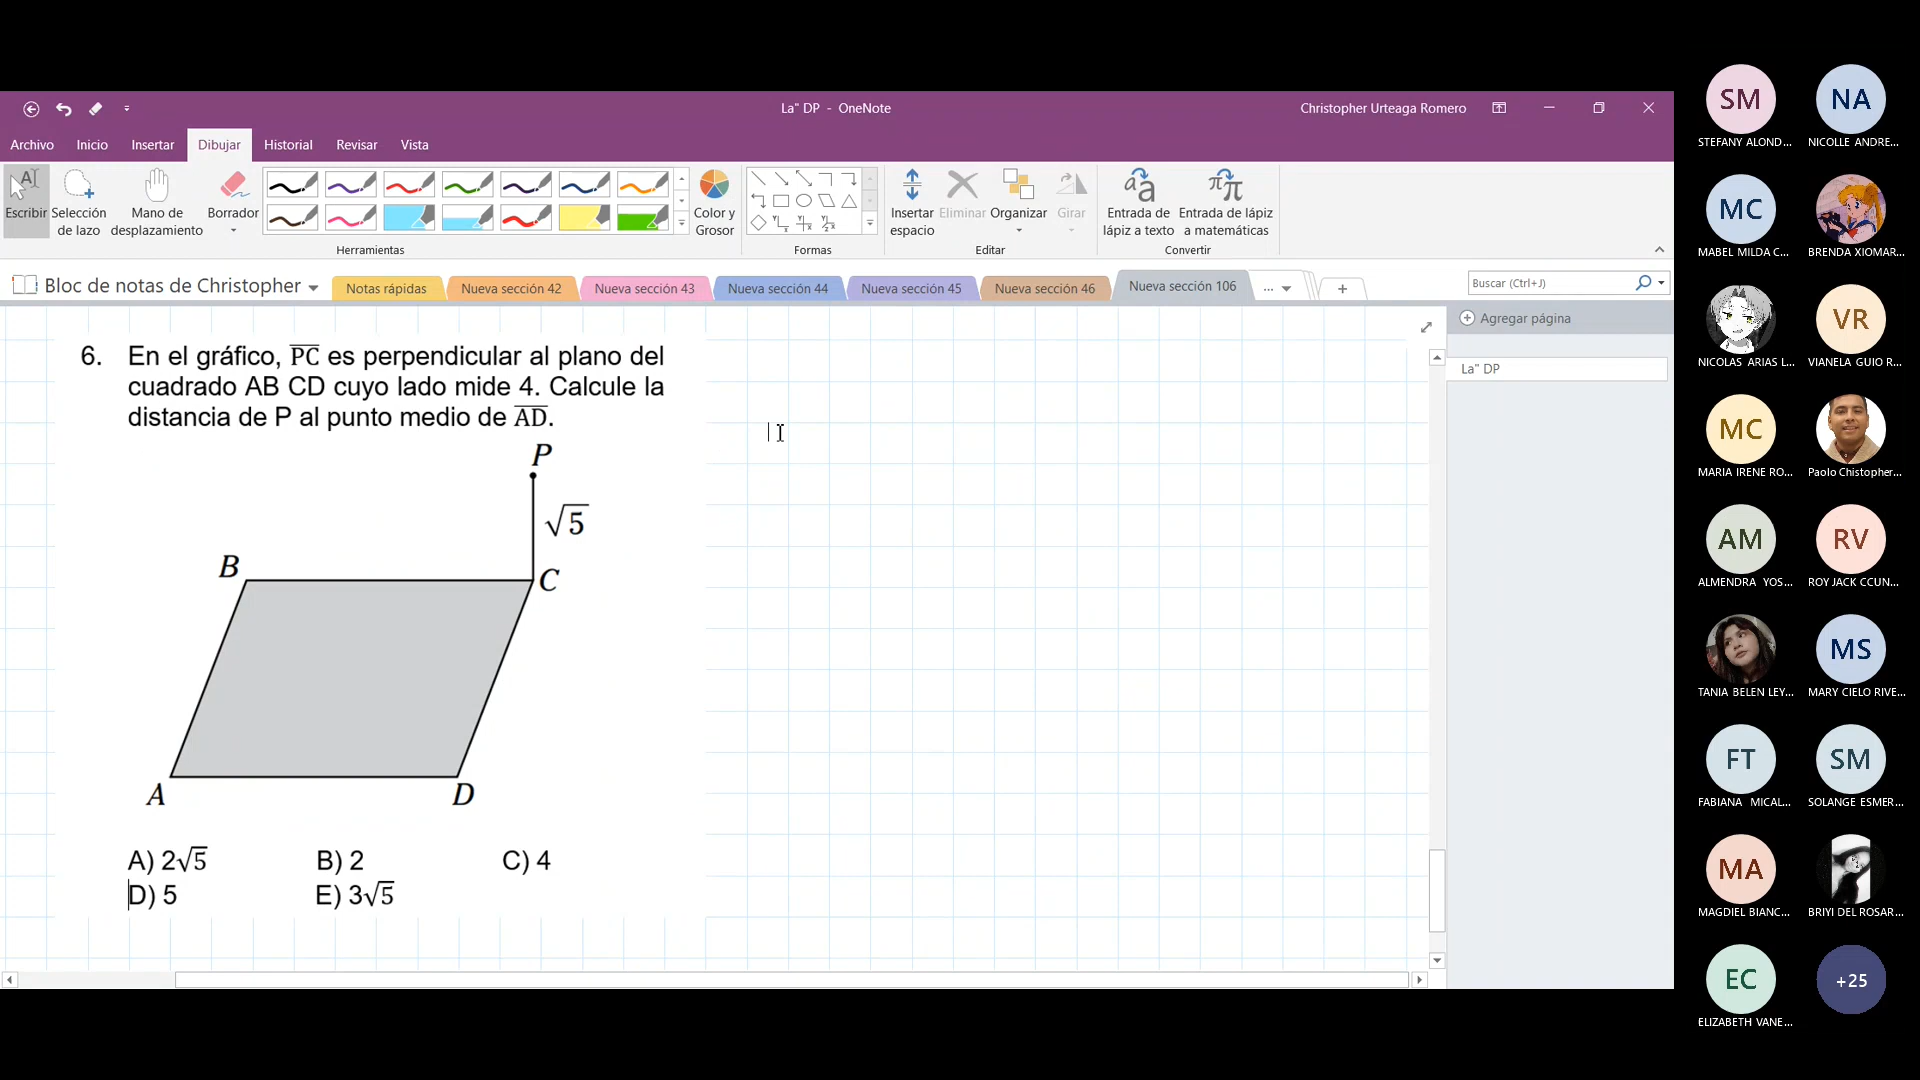 La" DP - OneNote
Christopher Urteaga Romero
Archivo Inicio Insertar Dibujar Historial Revisar Vista
Escribir
Selección de lazo
Mano de desplazamiento
Borrador
Color y Grosor
Insertar espacio
Eliminar
Organizar
Girar
Entrada de lápiz a texto
Entrada de lápiz a matemáticas
Herramientas
Formas
Editar
Convertir
Bloc de notas de Christopher
Notas rápidas
Nueva sección 42
Nueva sección 43
Nueva sección 44
Nueva sección 45
Nueva sección 46
Nueva sección 106
...
+
Buscar (Ctrl+J)
Agregar página
La" DP
6. En el gráfico, P̅C̅ es perpendicular al plano del
cuadrado AB CD cuyo lado mide 4. Calcule la
distancia de P al punto medio de A̅D̅.
P
√5
B
C
A
D
A) 2√5 B) 2 C) 4
D) 5 E) 3√5
SM
STEFANY ALOND...
NA
NICOLLE ANDRE...
MC
MABEL MILDA C...
BRENDA XIOMAR...
NICOLAS ARIAS L...
VR
VIANELA GUIO R...
MC
MARIA IRENE RO...
Paolo Chistopher...
AM
ALMENDRA YOS...
RV
ROY JACK CCUN...
TANIA BELEN LEY...
MS
MARY CIELO RIVE...
FT
FABIANA MICAL...
SM
SOLANGE ESMER...
MA
MAGDIEL BIANC...
BRIYI DEL ROSAR...
EC
ELIZABETH VANE...
+25